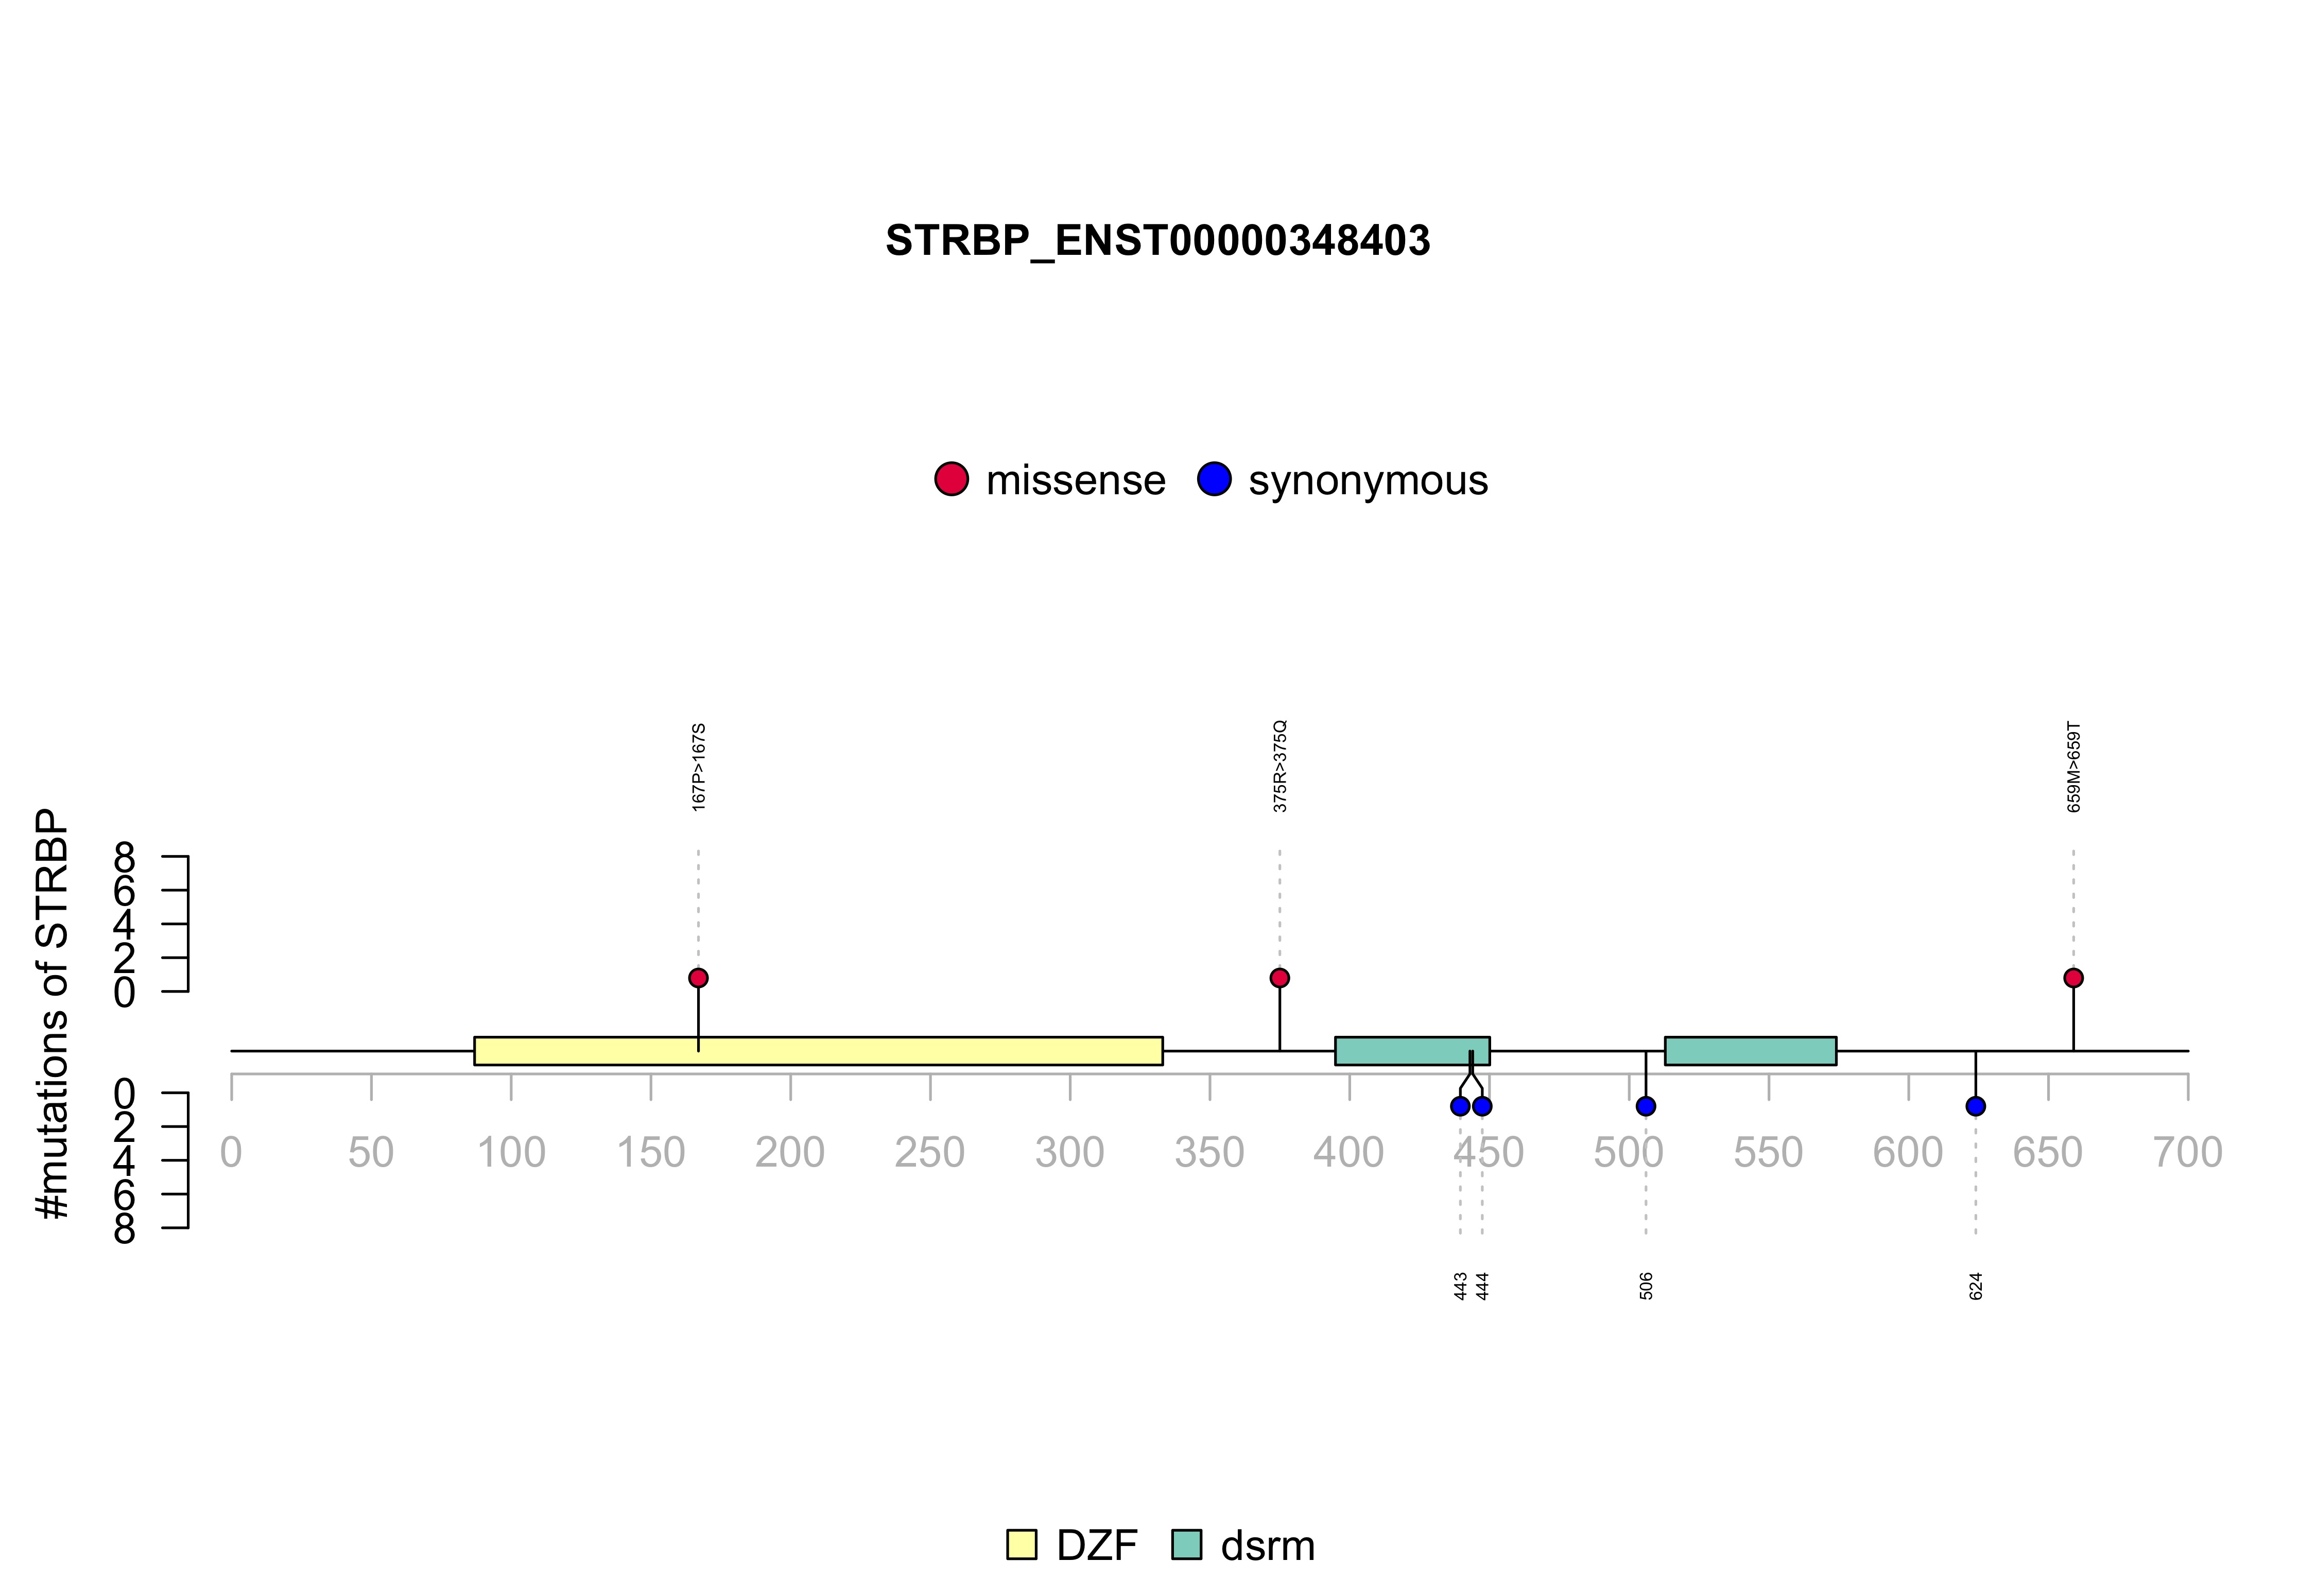 STRBP_ENST00000348403
missense synonymous
167P>167S 375R>375Q 659M>659T
#mutations of STRBP
8
6
4
2
0
0
2
4
6
8
0 50 100 150 200 250 300 350 400 450 500 550 600 650 700
443 444 506 624
DZF dsrm